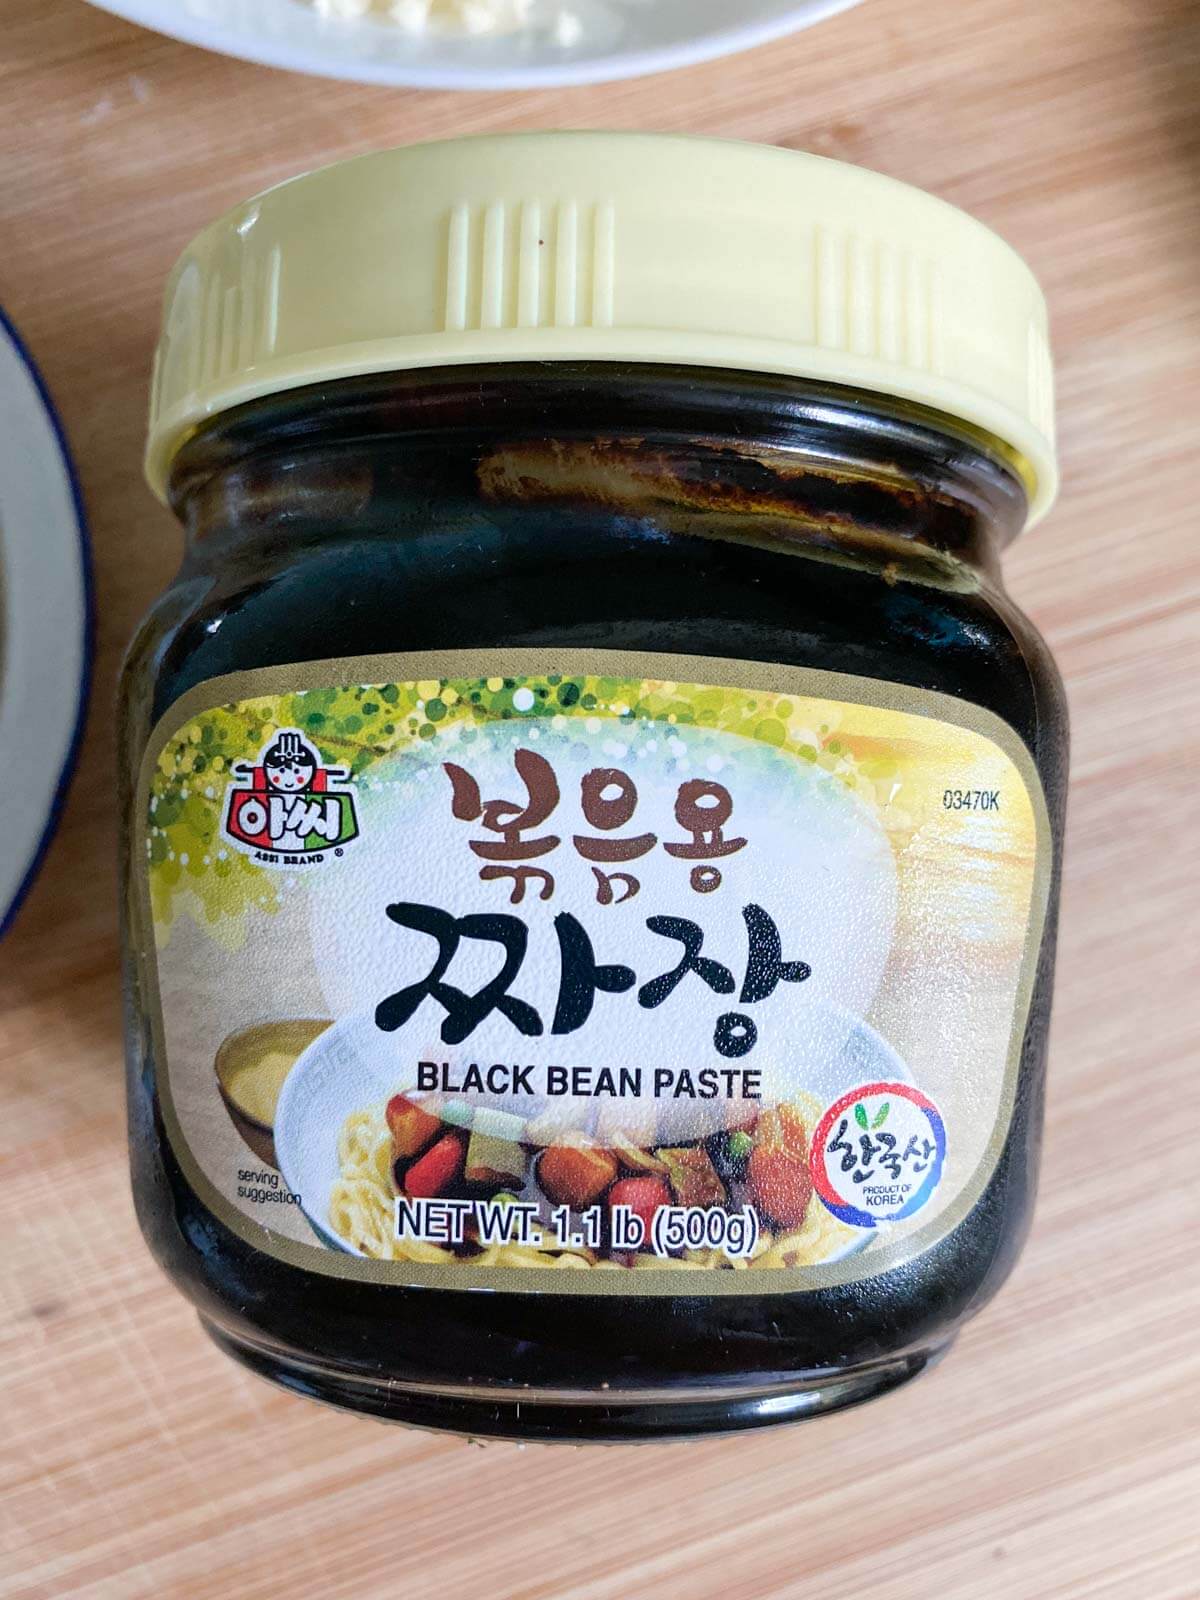 아씨
ASSI BRAND ®
03470K
볶음용
짜장
BLACK BEAN PASTE
한국산
PRODUCT OF
KOREA
serving
suggestion
NET WT. 1.1 lb (500g)